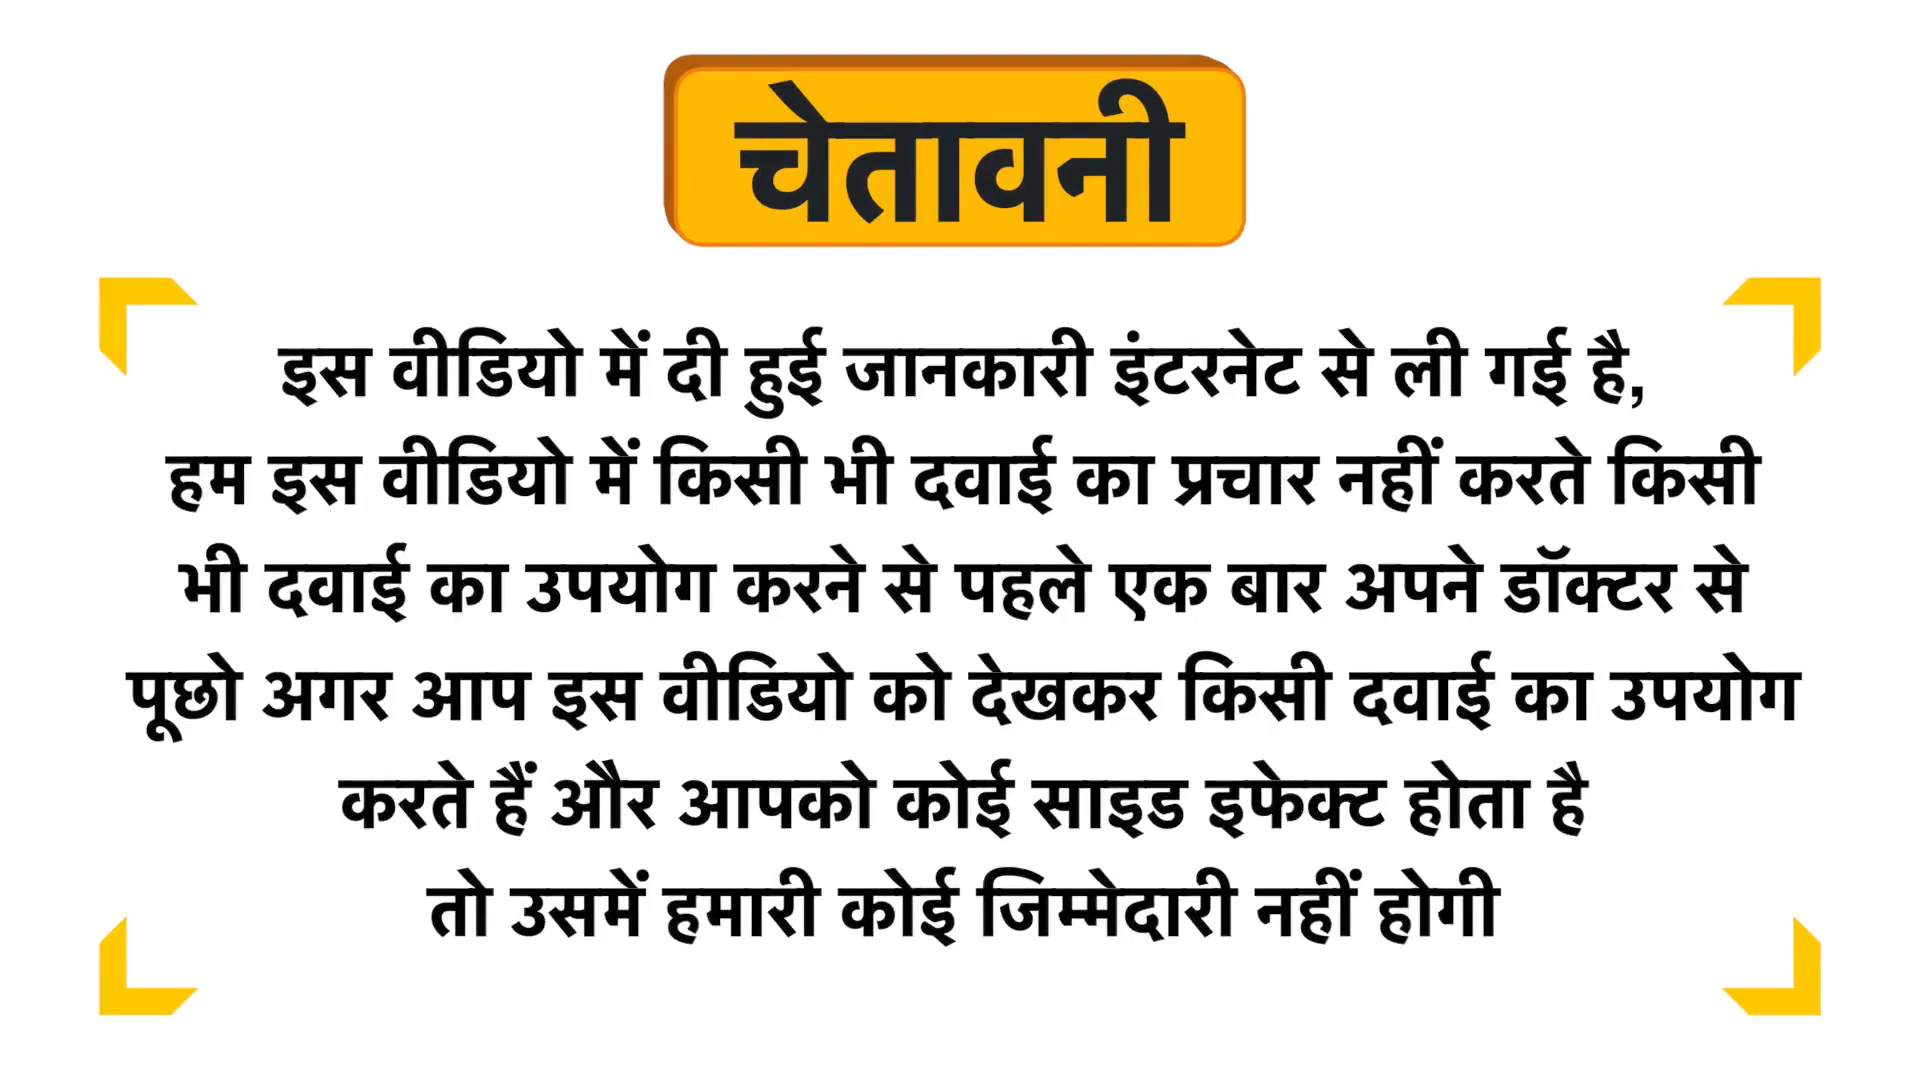 चेतावनी
इस वीडियो में दी हुई जानकारी इंटरनेट से ली गई है,
हम इस वीडियो में किसी भी दवाई का प्रचार नहीं करते किसी
भी दवाई का उपयोग करने से पहले एक बार अपने डॉक्टर से
पूछो अगर आप इस वीडियो को देखकर किसी दवाई का उपयोग
करते हैं और आपको कोई साइड इफेक्ट होता है
तो उसमें हमारी कोई जिम्मेदारी नहीं होगी